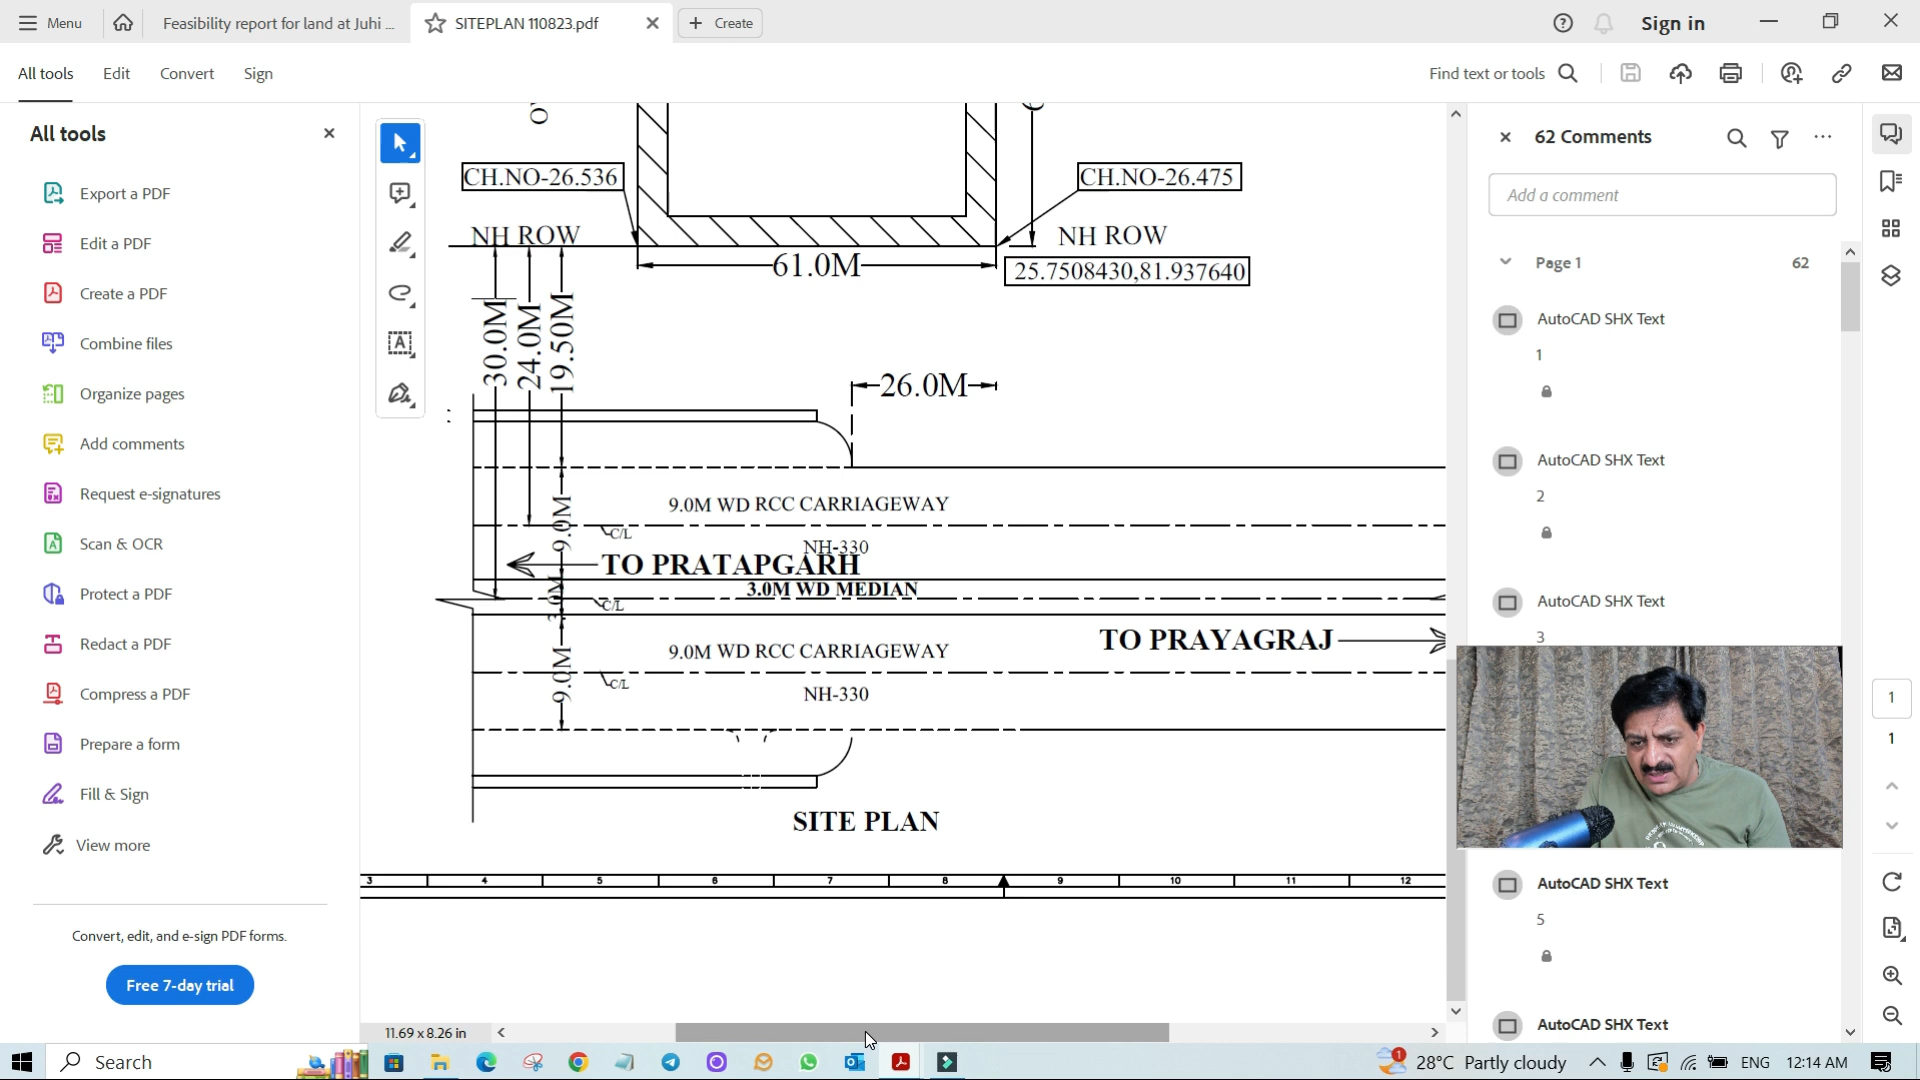 Menu
Feasibility report for land at Juhi ...
SITEPLAN 110823.pdf
Create
Sign in
All tools
Edit
Convert
Sign
Find text or tools
All tools
Export a PDF
Edit a PDF
Create a PDF
Combine files
Organize pages
Add comments
Request e-signatures
Scan & OCR
Protect a PDF
Redact a PDF
Compress a PDF
Prepare a form
Fill & Sign
View more
Convert, edit, and e-sign PDF forms.
Free 7-day trial
CH.NO-26.536
CH.NO-26.475
NH ROW
NH ROW
61.0M
25.7508430,81.937640
30.0M
24.0M
19.50M
26.0M
9.0M WD RCC CARRIAGEWAY
9.0M
C/L
NH-330
TO PRATAPGARH
3.0M WD MEDIAN
3.0M
C/L
TO PRAYAGRAJ
9.0M WD RCC CARRIAGEWAY
9.0M
C/L
NH-330
SITE PLAN
3 4 5 6 7 8 9 10 11 12
11.69 x 8.26 in
62 Comments
Add a comment
Page 1
62
AutoCAD SHX Text
1
AutoCAD SHX Text
2
AutoCAD SHX Text
3
AutoCAD SHX Text
5
AutoCAD SHX Text
1
1
Search
1
28°C Partly cloudy
ENG
12:14 AM